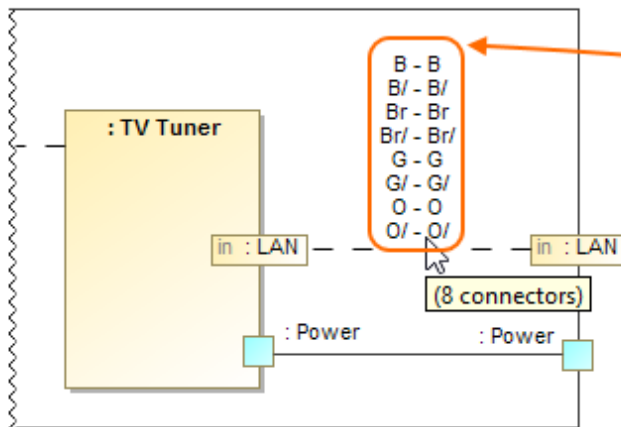 B - B
B/ - B/
Br - Br
Br/ - Br/
G - G
G/ - G/
O - O
O/ - O/
: TV Tuner
in : LAN
in : LAN
(8 connectors)
: Power
: Power